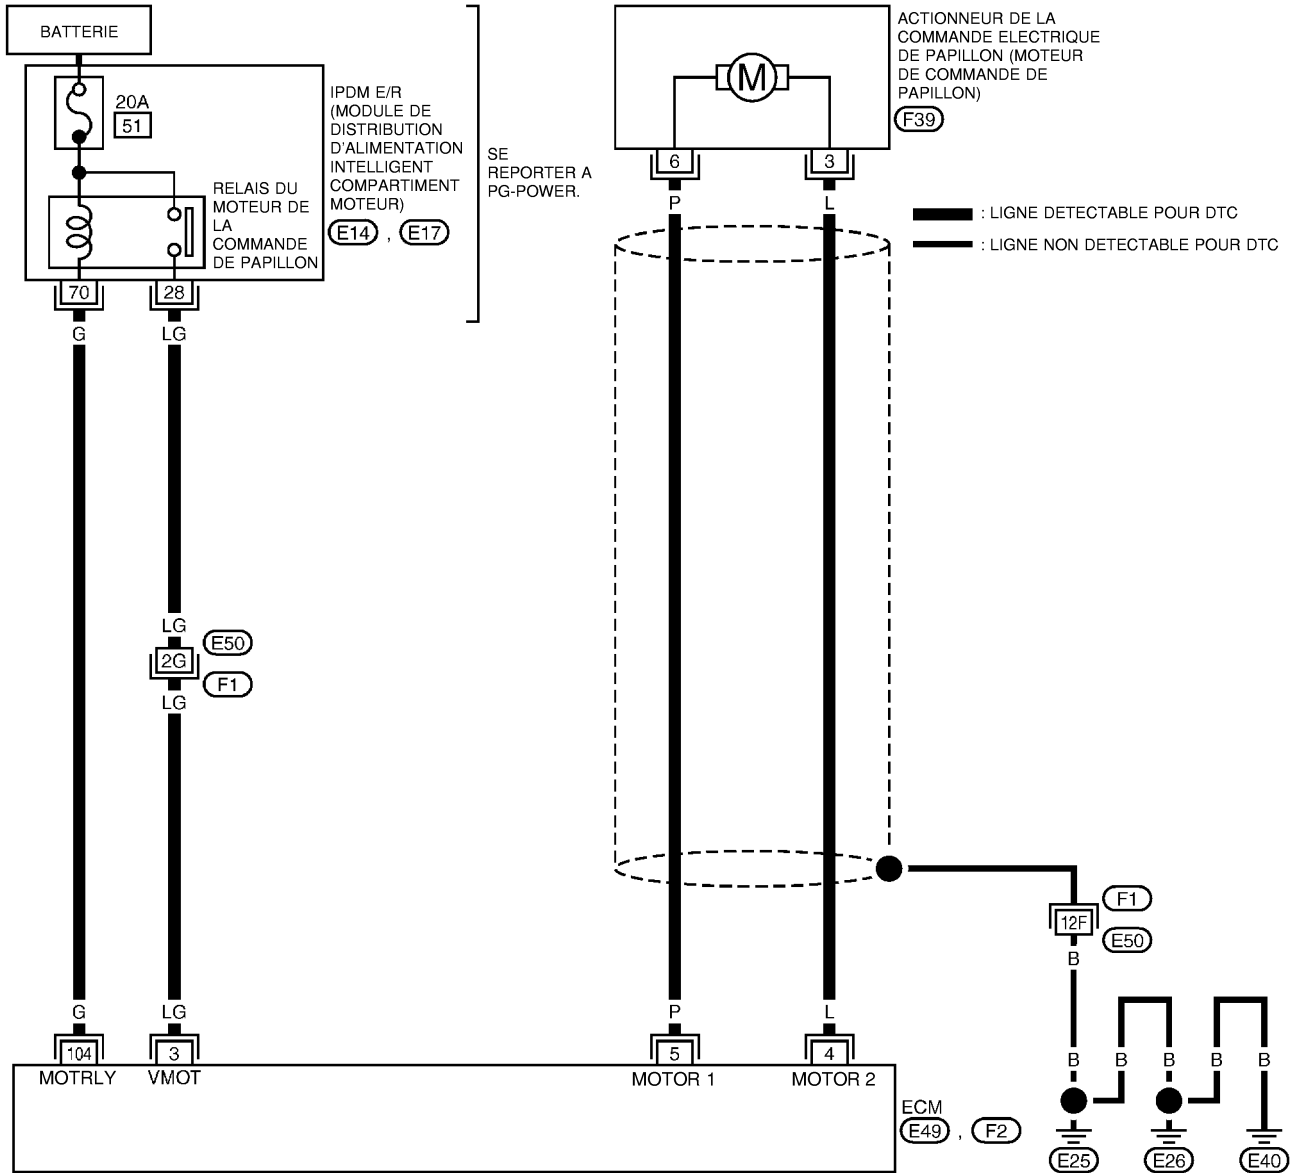 BATTERIE
20A
51
RELAIS DU
MOTEUR DE
LA
COMMANDE
DE PAPILLON
IPDM E/R
(MODULE DE
DISTRIBUTION
D'ALIMENTATION
INTELLIGENT
COMPARTIMENT
MOTEUR)
E14 , E17
SE
REPORTER A
PG-POWER.
M
ACTIONNEUR DE LA
COMMANDE ELECTRIQUE
DE PAPILLON (MOTEUR
DE COMMANDE DE
PAPILLON)
F39
6 3
P L
: LIGNE DETECTABLE POUR DTC
: LIGNE NON DETECTABLE POUR DTC
70 28
G LG
LG
E50
2G
F1
LG
F1
12F
E50
B
G LG P L
B B B B B
104 3 5 4
MOTRLY VMOT MOTOR 1 MOTOR 2
ECM
E49 , F2
E25 E26 E40